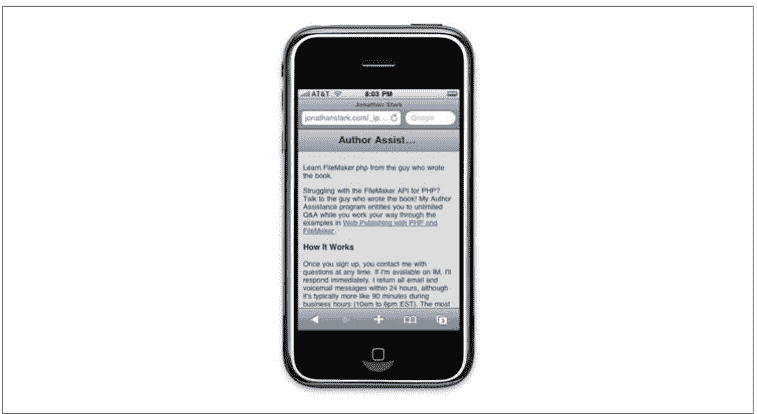 AT&T 8:03 PM
Jonathan Stark
jonathanstark.com/_ip... Google
Author Assist...
Learn FileMaker php from the guy who wrote
the book.
Struggling with the FileMaker API for PHP?
Talk to the guy who wrote the book! My Author
Assistance program entitles you to unlimited
Q&A while you work your way through the
examples in Web Publishing with PHP and
FileMaker.
How It Works
Once you sign up, you contact me with
questions at any time. If I'm available on IM, I'll
respond immediately. I return all email and
voicemail messages within 24 hours, although
it's typically more like 90 minutes during
business hours (10am to 6pm EST). The most